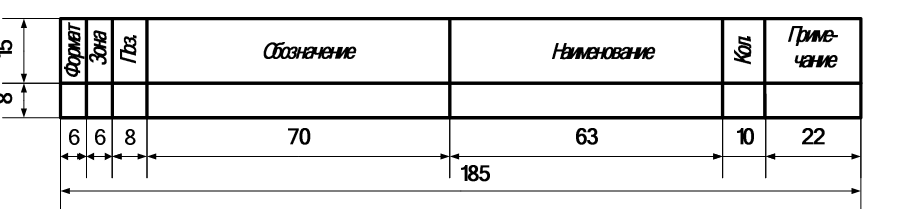 15
Формат
Зона
Поз.
Обозначение
Наименование
Кол.
Приме-
чание
8
6
6
8
70
63
10
22
185